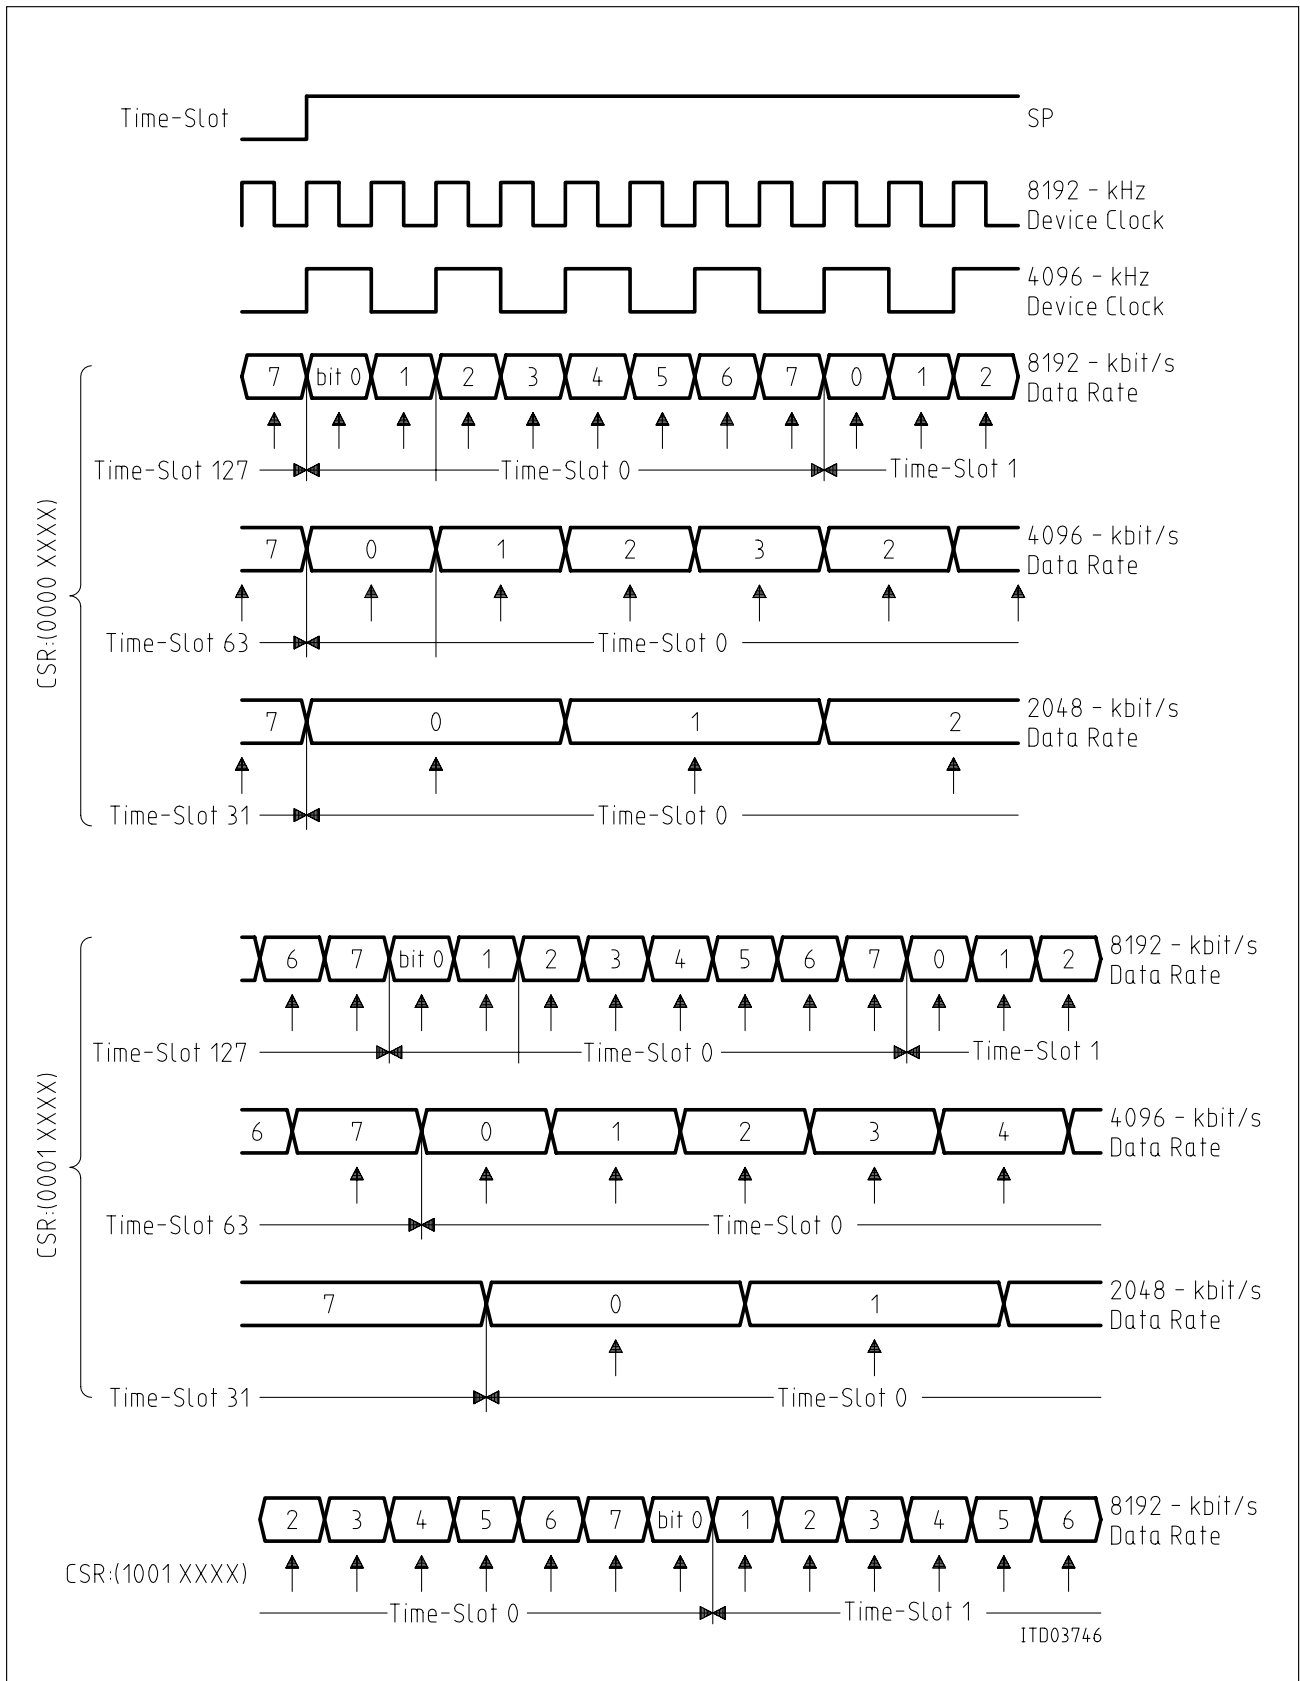 Time-Slot SP
8192 - kHz
Device Clock
4096 - kHz
Device Clock
CSR:(0000 XXXX)
7 bit 0 1 2 3 4 5 6 7 0 1 2 8192 - kbit/s
Data Rate
Time-Slot 127 Time-Slot 0 Time-Slot 1
7 0 1 2 3 2 4096 - kbit/s
Data Rate
Time-Slot 63 Time-Slot 0
7 0 1 2 2048 - kbit/s
Data Rate
Time-Slot 31 Time-Slot 0
CSR:(0001 XXXX)
6 7 bit 0 1 2 3 4 5 6 7 0 1 2 8192 - kbit/s
Data Rate
Time-Slot 127 Time-Slot 0 Time-Slot 1
6 7 0 1 2 3 4 4096 - kbit/s
Data Rate
Time-Slot 63 Time-Slot 0
7 0 1 2048 - kbit/s
Data Rate
Time-Slot 31 Time-Slot 0
2 3 4 5 6 7 bit 0 1 2 3 4 5 6 8192 - kbit/s
Data Rate
CSR:(1001 XXXX)
Time-Slot 0 Time-Slot 1
ITD03746